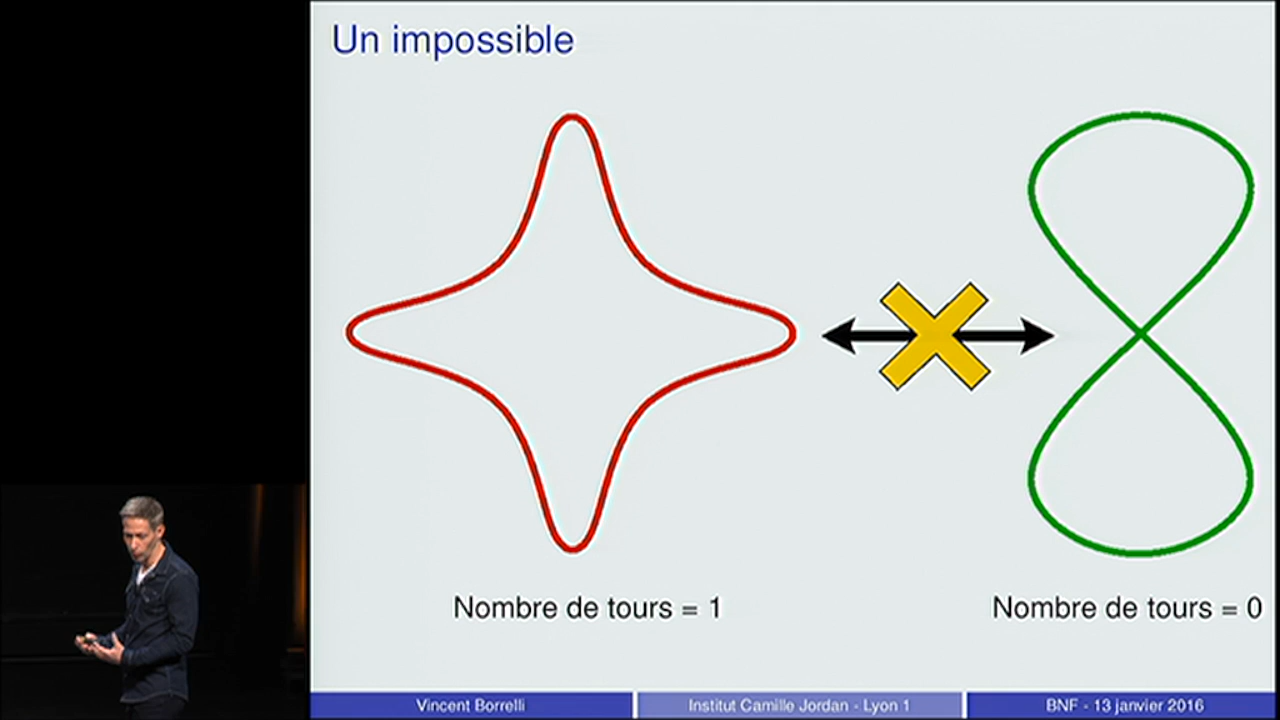 Un impossible
Nombre de tours = 1
Nombre de tours = 0
Vincent Borrelli
Institut Camille Jordan - Lyon 1
BNF - 13 janvier 2016